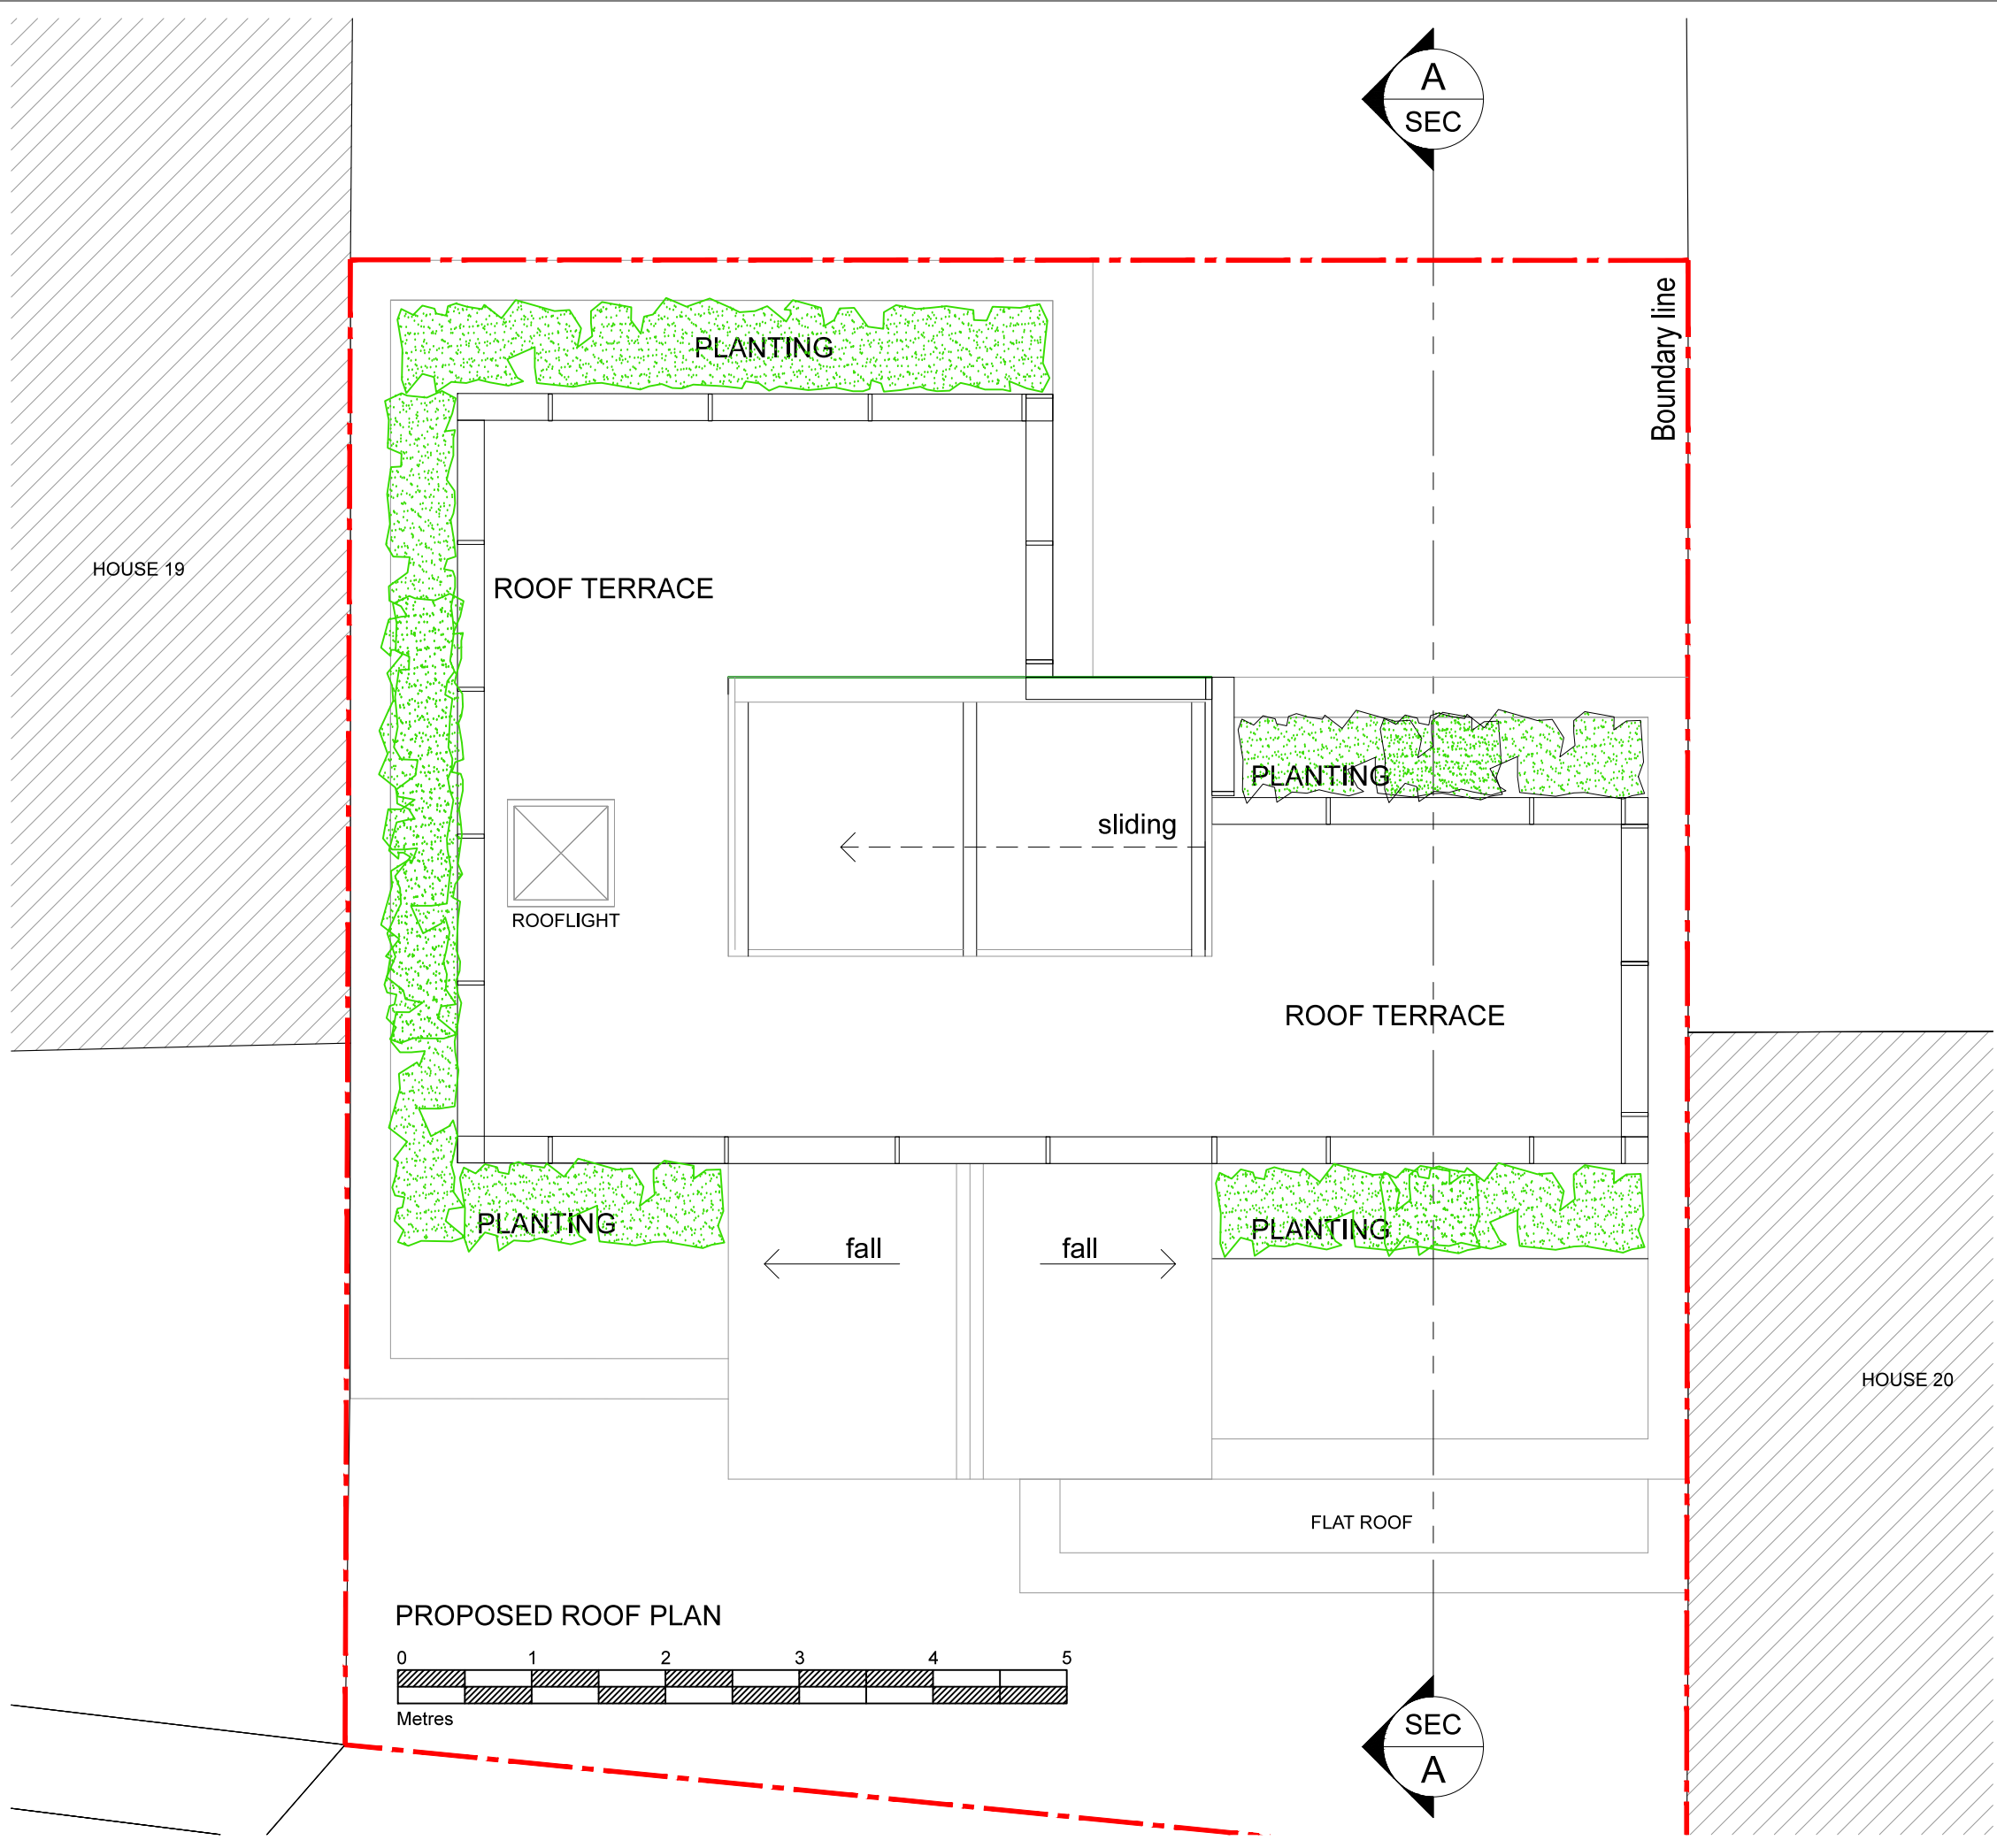 A
SEC
Boundary line
PLANTING
HOUSE 19
ROOF TERRACE
PLANTING
sliding
ROOFLIGHT
ROOF TERRACE
PLANTING
PLANTING
fall
fall
HOUSE 20
FLAT ROOF
PROPOSED ROOF PLAN
0 1 2 3 4 5
Metres
SEC
A